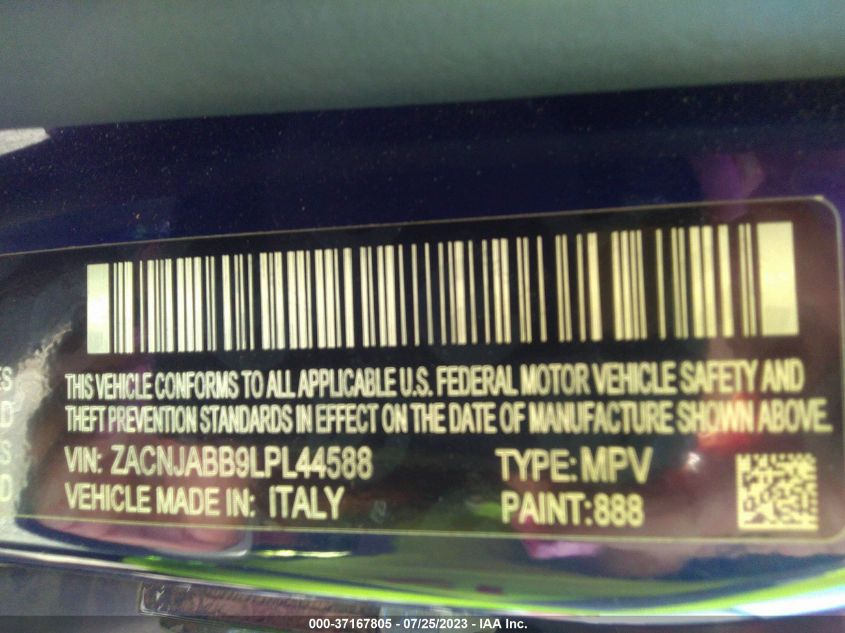 THIS VEHICLE CONFORMS TO ALL APPLICABLE U.S. FEDERAL MOTOR VEHICLE SAFETY AND
THEFT PREVENTION STANDARDS IN EFFECT ON THE DATE OF MANUFACTURE SHOWN ABOVE.
VIN: ZACNJABB9LPL44588 TYPE: MPV
VEHICLE MADE IN: ITALY PAINT: 888
000-37167805 - 07/25/2023 - IAA Inc.